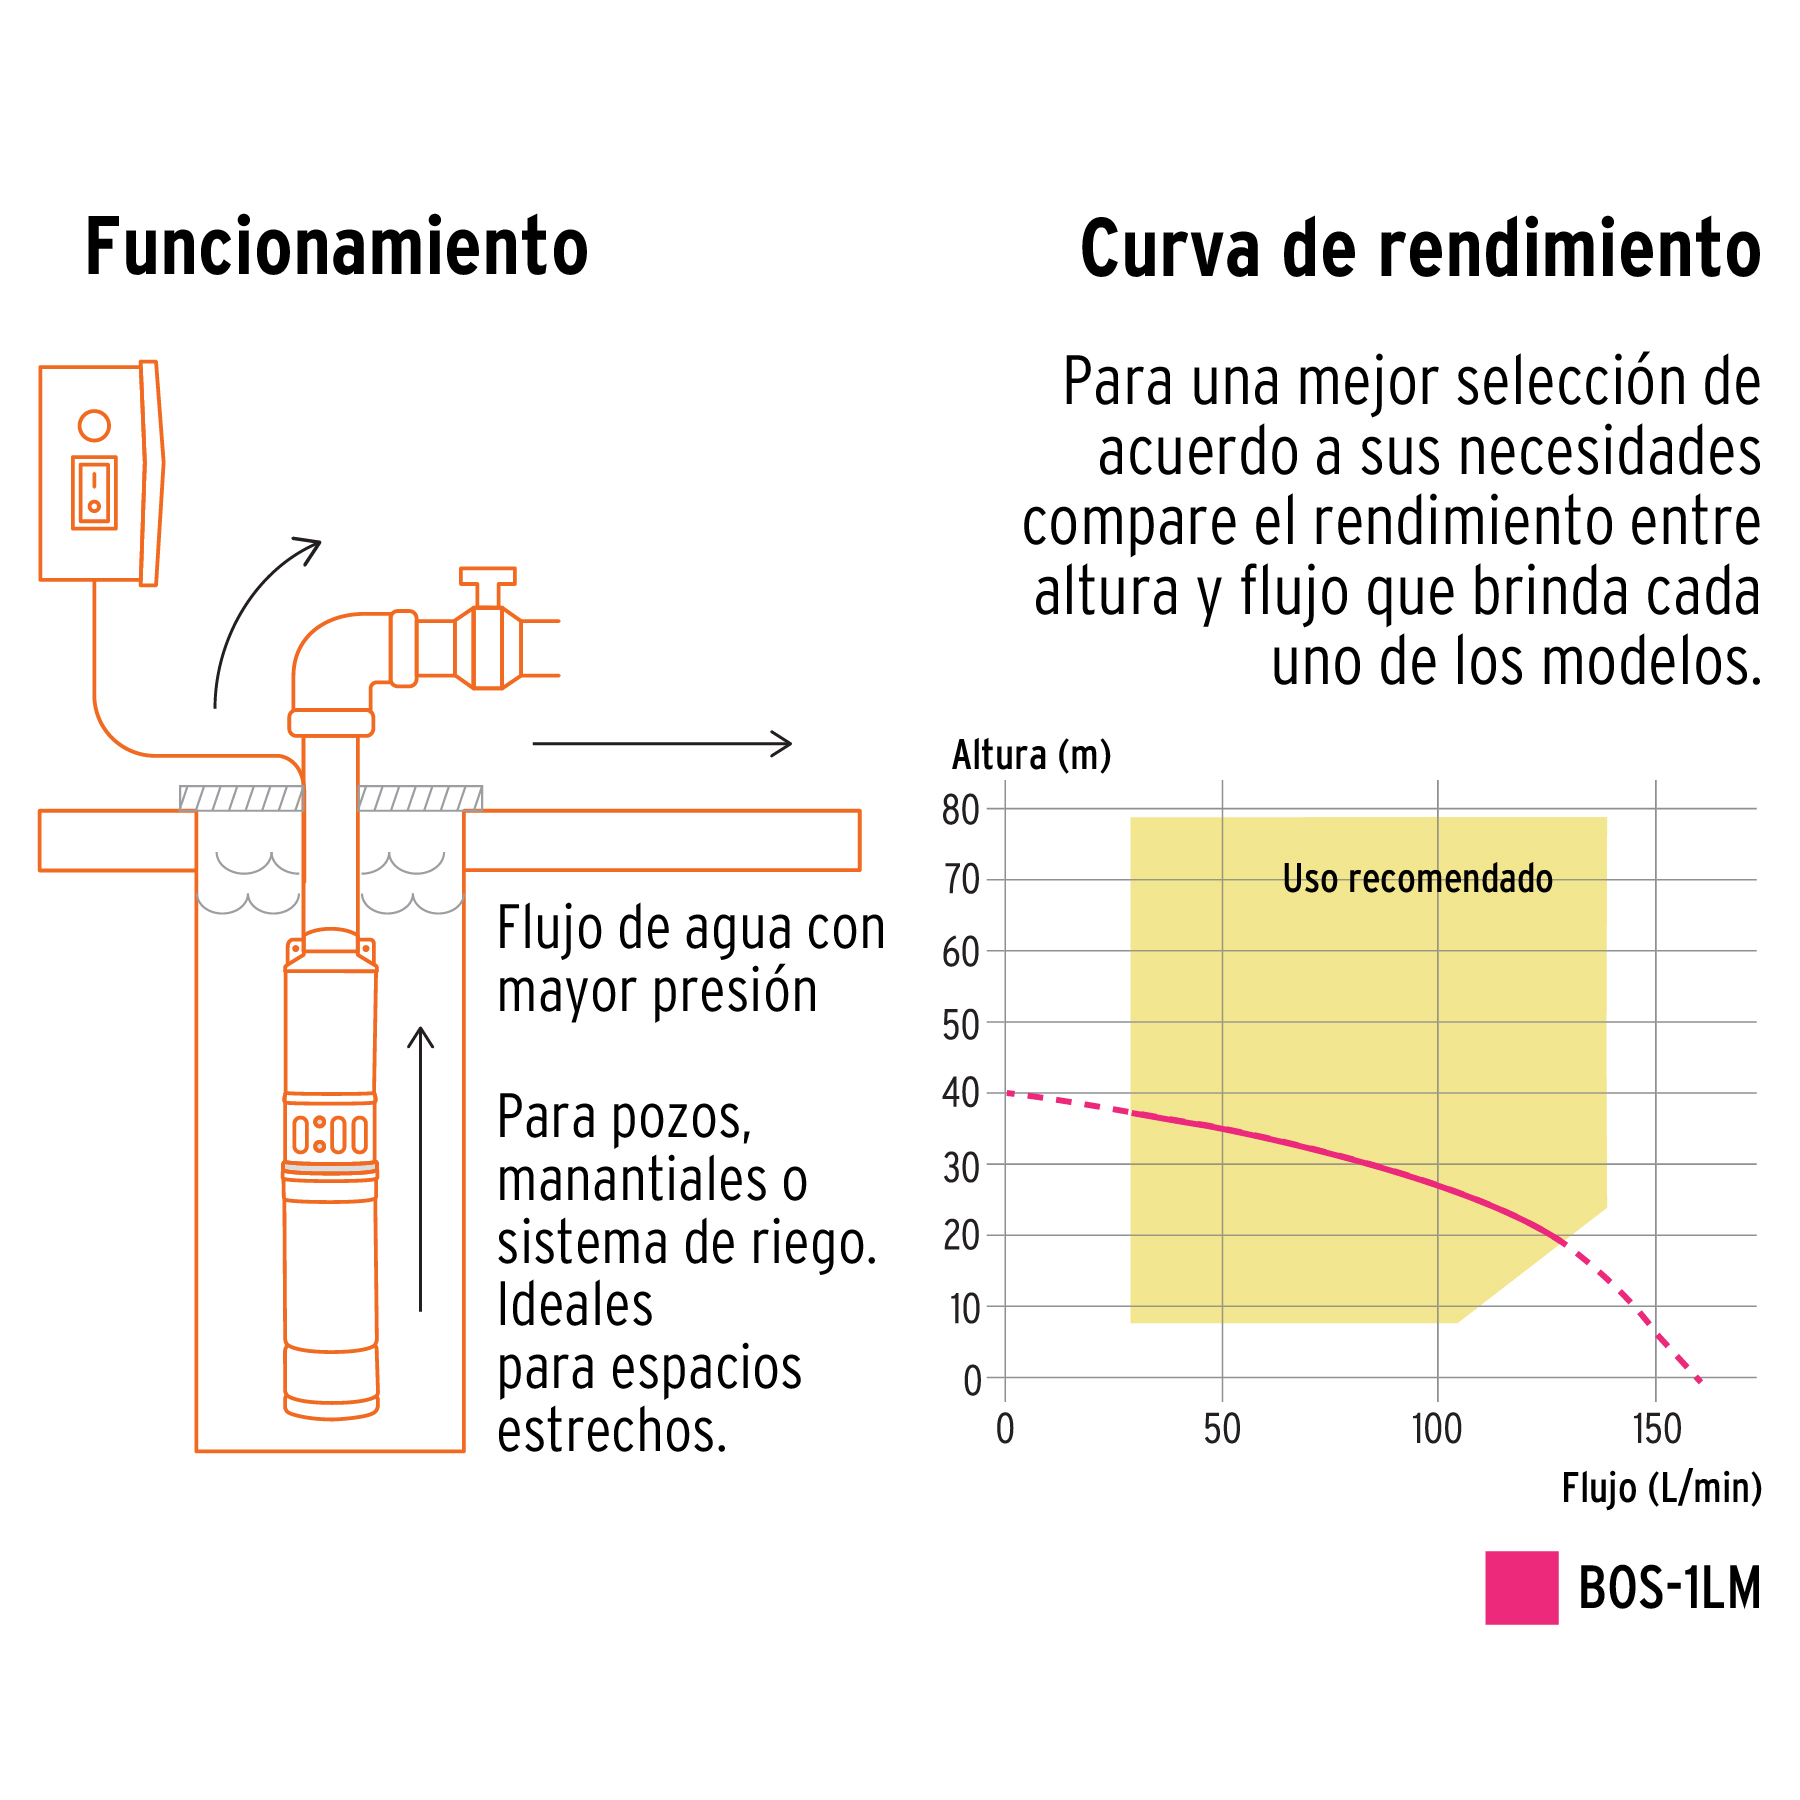 Funcionamiento
Flujo de agua con
mayor presión
Para pozos,
manantiales o
sistema de riego.
Ideales
para espacios
estrechos.
Curva de rendimiento
Para una mejor selección de
acuerdo a sus necesidades
compare el rendimiento entre
altura y flujo que brinda cada
uno de los modelos.
Altura (m)
80
70
60
50
40
30
20
10
0
Uso recomendado
0 50 100 150
Flujo (L/min)
BOS-1LM